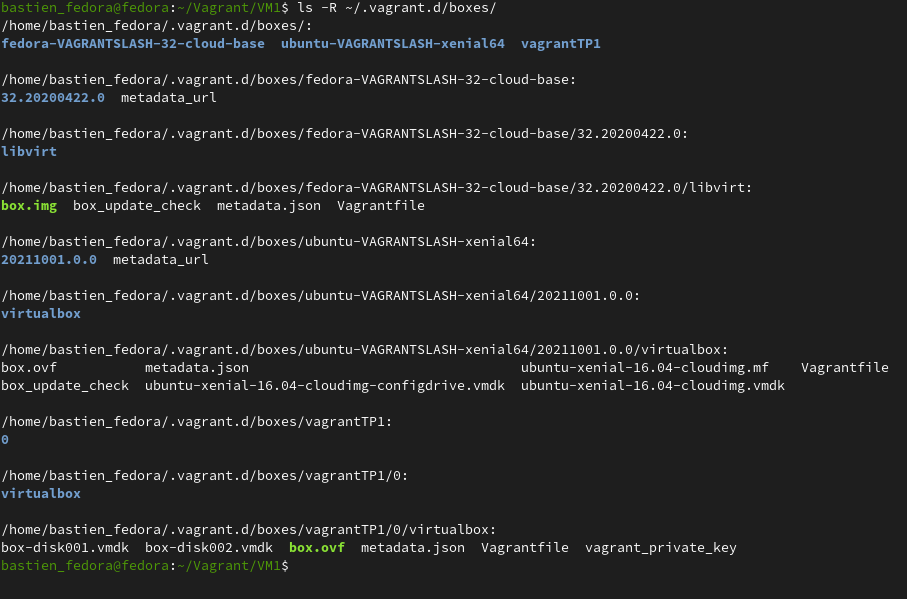 bastien_fedora@fedora:~/Vagrant/VM1$ ls -R ~/.vagrant.d/boxes/
/home/bastien_fedora/.vagrant.d/boxes/:
fedora-VAGRANTSLASH-32-cloud-base  ubuntu-VAGRANTSLASH-xenial64  vagrantTP1
/home/bastien_fedora/.vagrant.d/boxes/fedora-VAGRANTSLASH-32-cloud-base:
32.20200422.0  metadata_url
/home/bastien_fedora/.vagrant.d/boxes/fedora-VAGRANTSLASH-32-cloud-base/32.20200422.0:
libvirt
/home/bastien_fedora/.vagrant.d/boxes/fedora-VAGRANTSLASH-32-cloud-base/32.20200422.0/libvirt:
box.img  box_update_check  metadata.json  Vagrantfile
/home/bastien_fedora/.vagrant.d/boxes/ubuntu-VAGRANTSLASH-xenial64:
20211001.0.0  metadata_url
/home/bastien_fedora/.vagrant.d/boxes/ubuntu-VAGRANTSLASH-xenial64/20211001.0.0:
virtualbox
/home/bastien_fedora/.vagrant.d/boxes/ubuntu-VAGRANTSLASH-xenial64/20211001.0.0/virtualbox:
box.ovf           metadata.json                                  ubuntu-xenial-16.04-cloudimg.mf    Vagrantfile
box_update_check  ubuntu-xenial-16.04-cloudimg-configdrive.vmdk  ubuntu-xenial-16.04-cloudimg.vmdk
/home/bastien_fedora/.vagrant.d/boxes/vagrantTP1:
0
/home/bastien_fedora/.vagrant.d/boxes/vagrantTP1/0:
virtualbox
/home/bastien_fedora/.vagrant.d/boxes/vagrantTP1/0/virtualbox:
box-disk001.vmdk  box-disk002.vmdk  box.ovf  metadata.json  Vagrantfile  vagrant_private_key
bastien_fedora@fedora:~/Vagrant/VM1$